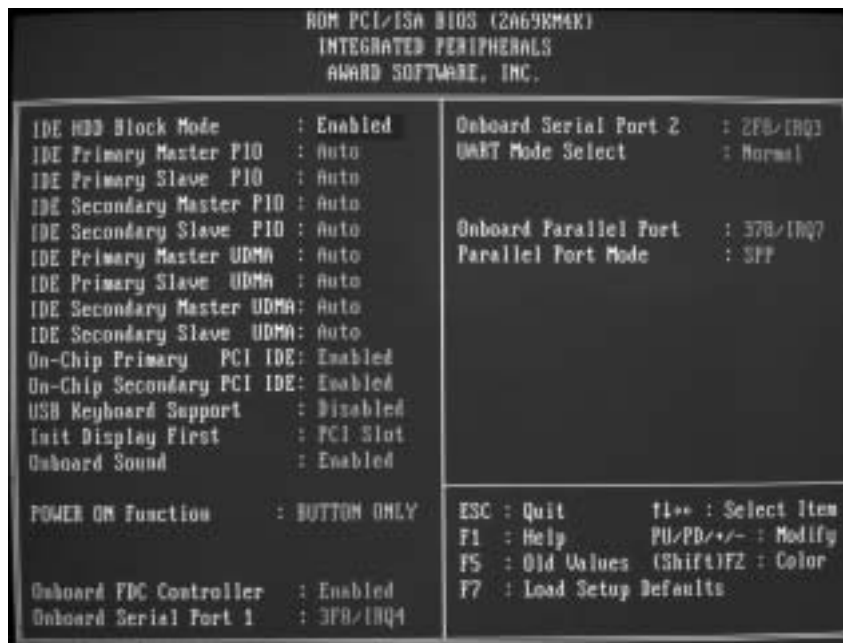 ROM PCI/ISA BIOS (2A69KM4K)
INTEGRATED PERIPHERALS
AWARD SOFTWARE, INC.
IDE HDD Block Mode : Enabled
IDE Primary Master PIO : Auto
IDE Primary Slave PIO : Auto
IDE Secondary Master PIO : Auto
IDE Secondary Slave PIO : Auto
IDE Primary Master UDMA : Auto
IDE Primary Slave UDMA : Auto
IDE Secondary Master UDMA: Auto
IDE Secondary Slave UDMA: Auto
On-Chip Primary PCI IDE: Enabled
On-Chip Secondary PCI IDE: Enabled
USB Keyboard Support : Disabled
Init Display First : PCI Slot
Onboard Sound : Enabled
POWER ON Function : BUTTON ONLY
Onboard FDC Controller : Enabled
Onboard Serial Port 1 : 3F8/IRQ4
Onboard Serial Port 2 : 2F8/IRQ3
UART Mode Select : Normal
Onboard Parallel Port : 378/IRQ7
Parallel Port Mode : SPP
ESC : Quit ↑↓→← : Select Item
F1 : Help PU/PD/+/- : Modify
F5 : Old Values (Shift)F2 : Color
F7 : Load Setup Defaults